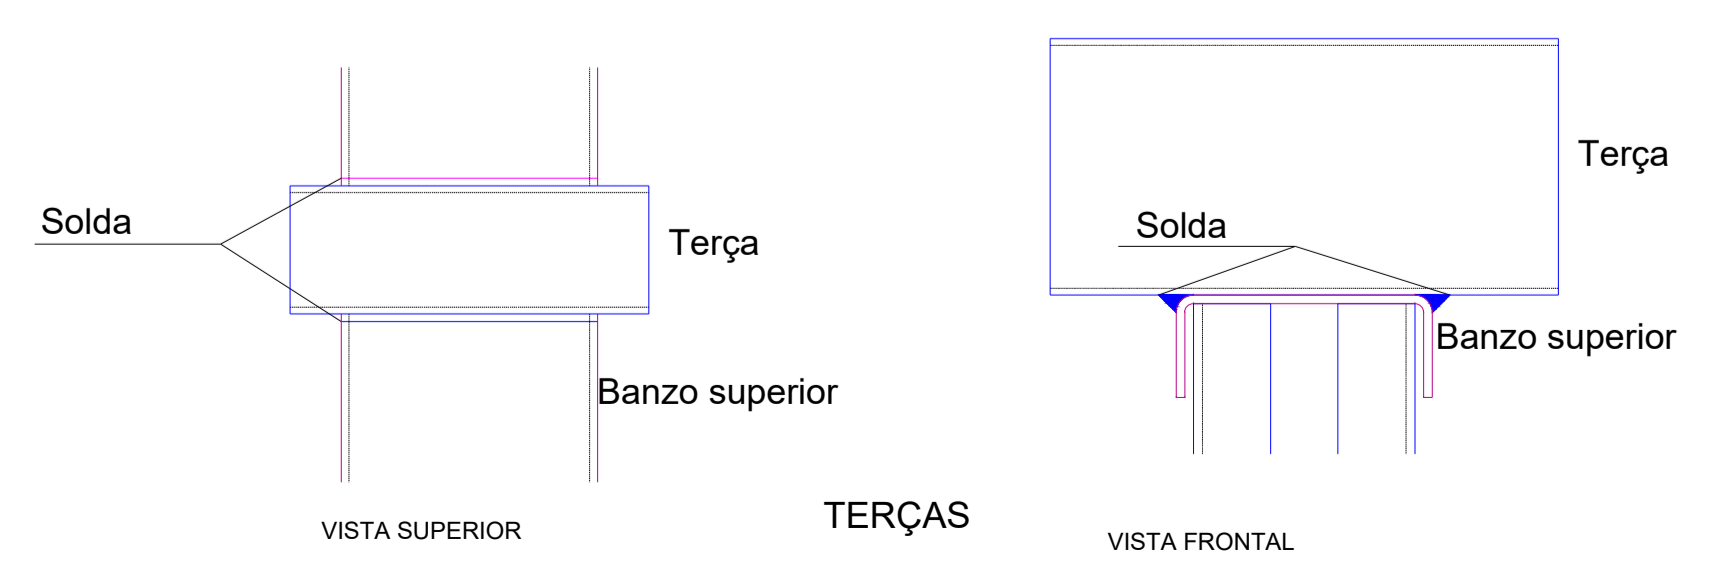 Solda
Terça
Banzo superior
VISTA SUPERIOR
TERÇAS
Terça
Solda
Banzo superior
VISTA FRONTAL